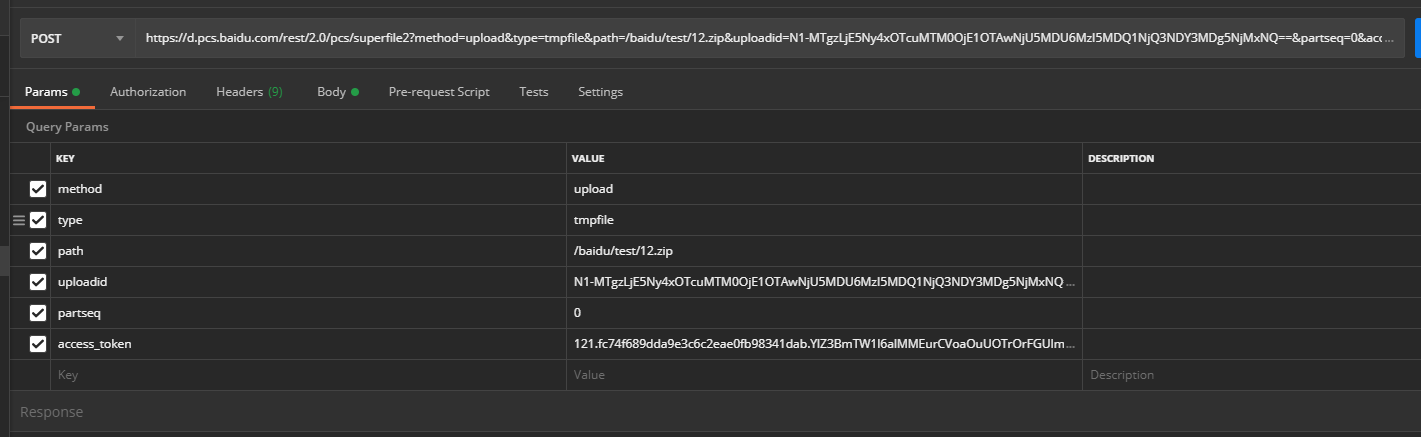 POST https://d.pcs.baidu.com/rest/2.0/pcs/superfile2?method=upload&type=tmpfile&path=/baidu/test/12.zip&uploadid=N1-MTgzLjE5Ny4xOTcuMTM0OjE1OTAwNjU5MDU6MzI5MDQ1NjQ3NDY3MDg5NjMxNQ==&partseq=0&acc...
Params Authorization Headers (9) Body Pre-request Script Tests Settings
Query Params
KEY VALUE DESCRIPTION
method upload
type tmpfile
path /baidu/test/12.zip
uploadid N1-MTgzLjE5Ny4xOTcuMTM0OjE1OTAwNjU5MDU6MzI5MDQ1NjQ3NDY3MDg5NjMxNQ...
partseq 0
access_token 121.fc74f689dda9e3c6c2eae0fb98341dab.YlZ3BmTW1l6alMMEurCVoaOuUOTrOrFGUlm...
Key Value Description
Response